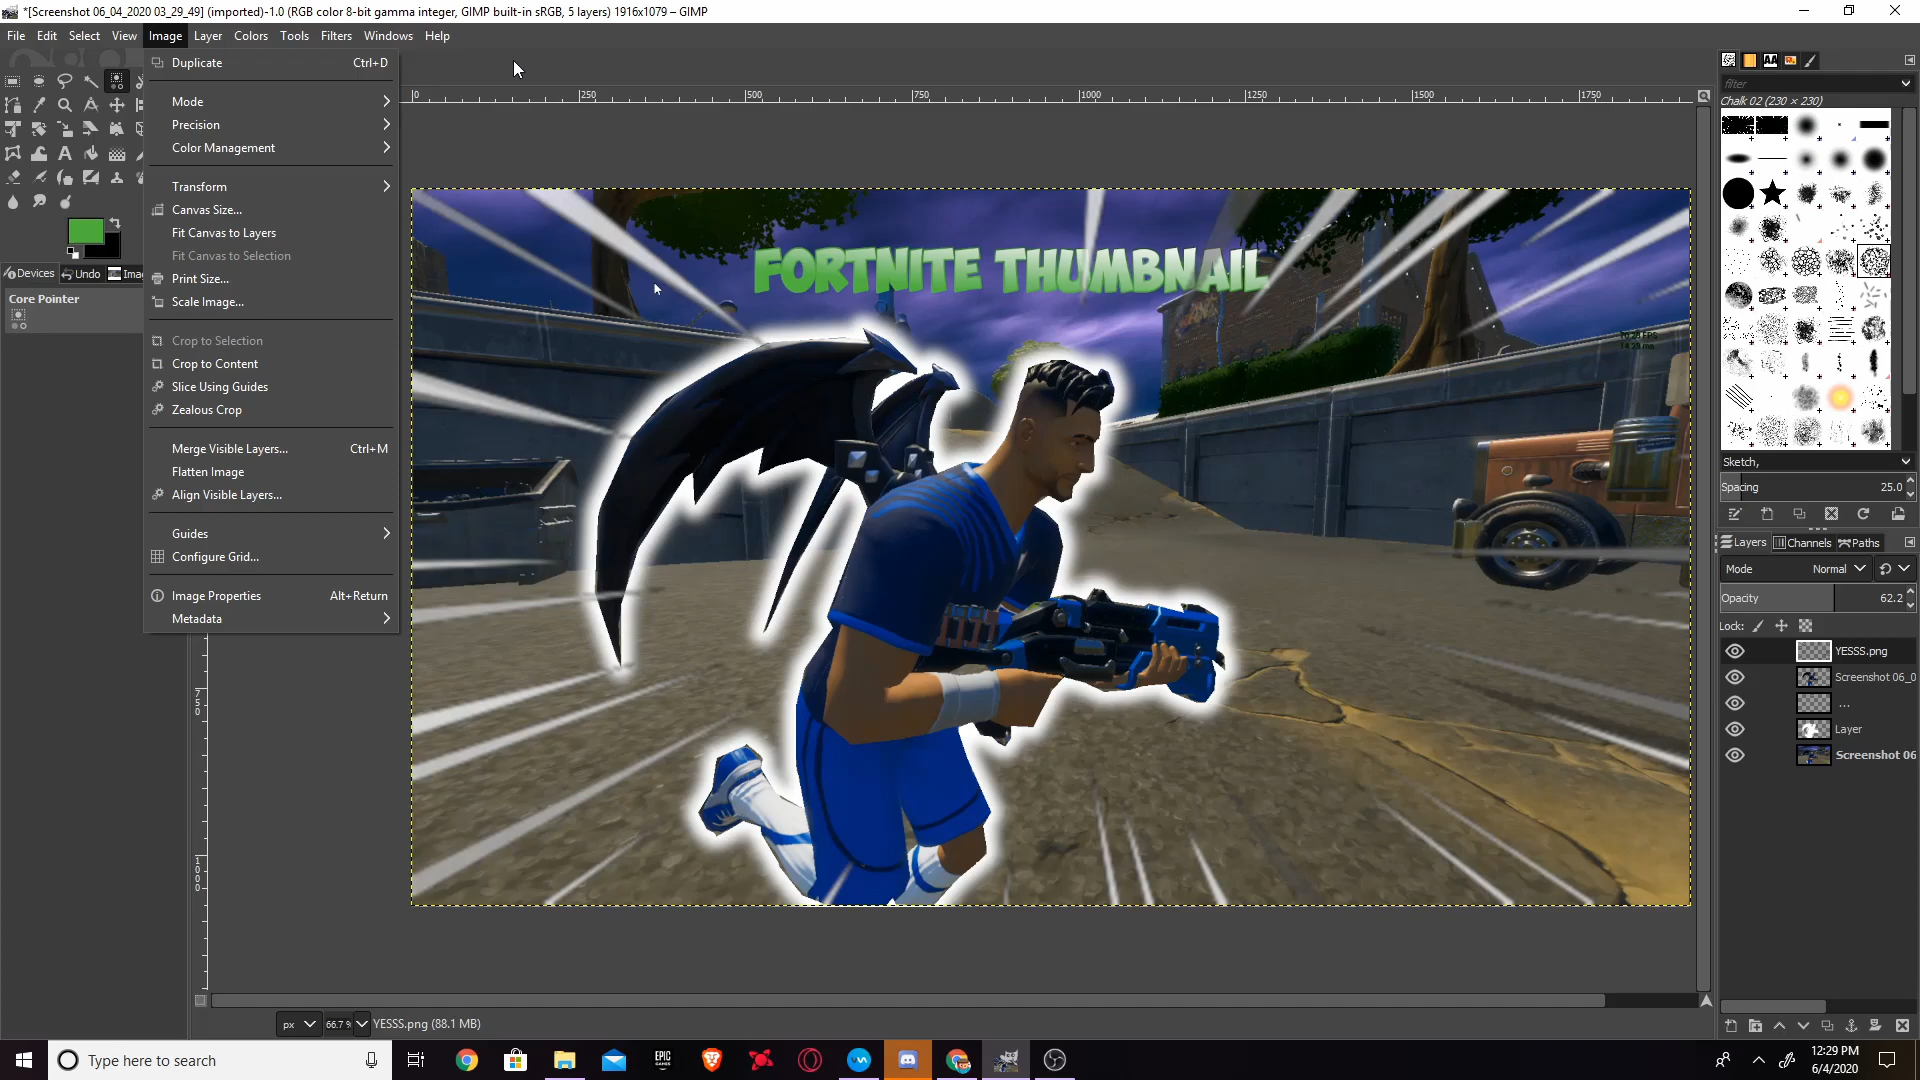 *[Screenshot 06_04_2020 03_29_49] (imported)-1.0 (RGB color 8-bit gamma integer, GIMP built-in sRGB, 5 layers) 1916x1079 – GIMP
File Edit Select View Image Layer Colors Tools Filters Windows Help
Duplicate Ctrl+D
Mode
Precision
Color Management
Transform
Canvas Size...
Fit Canvas to Layers
Fit Canvas to Selection
Print Size...
Scale Image...
Crop to Selection
Crop to Content
Slice Using Guides
Zealous Crop
Merge Visible Layers... Ctrl+M
Flatten Image
Align Visible Layers...
Guides
Configure Grid...
Image Properties Alt+Return
Metadata
Devices Undo Imag
Core Pointer
0 250 500 750 1000 1250 1500 1750
750
1000
FORTNITE THUMBNAIL
filter
Chalk 02 (230 × 230)
Sketch,
Spacing 25.0
Layers Channels Paths
Mode Normal
Opacity 62.2
Lock:
YESSS.png
Screenshot 06_0
...
Layer
Screenshot 06
px 66.7 % YESSS.png (88.1 MB)
Type here to search
EPIC GAMES
12:29 PM
6/4/2020